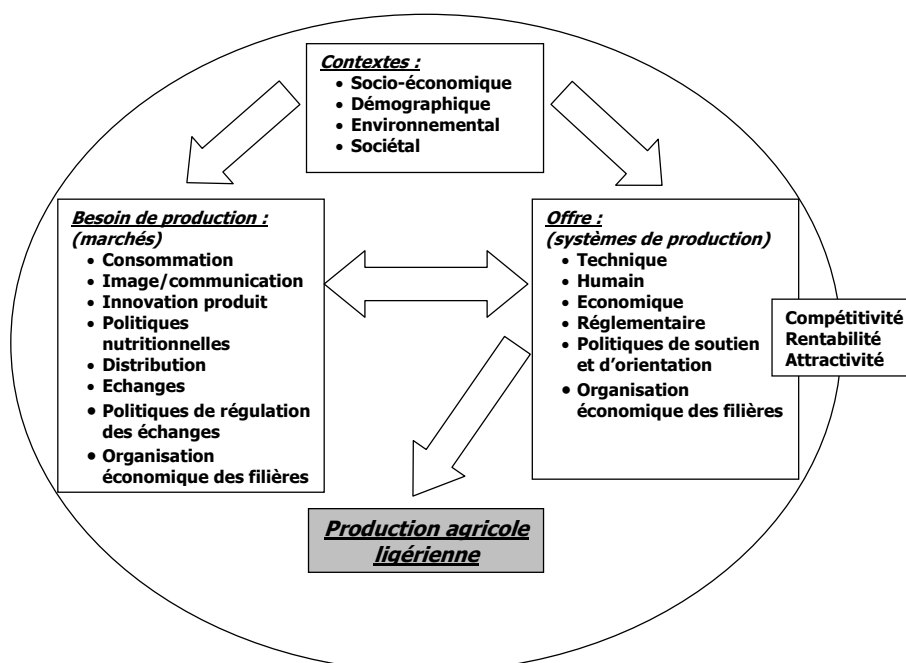 Contextes :
• Socio-économique
• Démographique
• Environnemental
• Sociétal
Besoin de production :
(marchés)
• Consommation
• Image/communication
• Innovation produit
• Politiques
nutritionnelles
• Distribution
• Echanges
• Politiques de régulation
des échanges
• Organisation
économique des filières
Offre :
(systèmes de production)
• Technique
• Humain
• Economique
• Réglementaire
• Politiques de soutien
et d'orientation
• Organisation
économique des filières
Compétitivité
Rentabilité
Attractivité
Production agricole
ligérienne